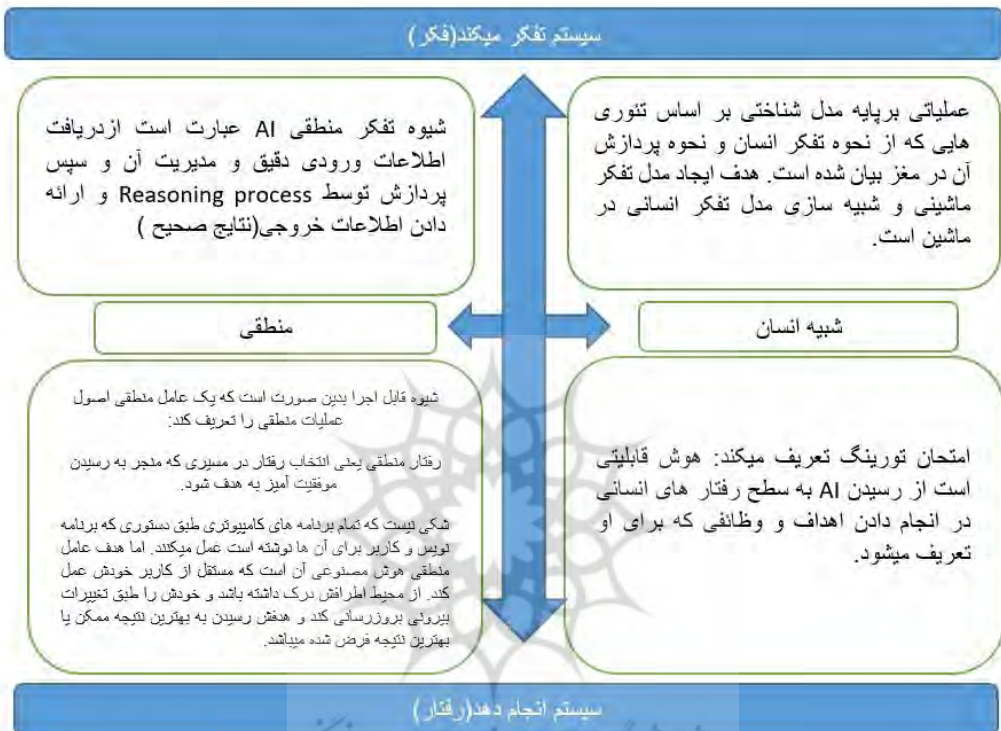 سیستم تفکر میکند(فکر)
عملیاتی برپایه مدل شناختی بر اساس تئوری
هایی که از نحوه تفکر انسان و نحوه پردازش
آن در مغز بیان شده است. هدف ایجاد مدل تفکر
ماشینی و شبیه سازی مدل تفکر انسانی در
ماشین است.
شیوه تفکر منطقی AI عبارت است ازدریافت
اطلاعات ورودی دقیق و مدیریت آن و سپس
پردازش توسط Reasoning process و ارائه
دادن اطلاعات خروجی(نتایج صحیح )
شبیه انسان
منطقی
امتحان تورینگ تعریف میکند: هوش قابلیتی
است از رسیدن AI به سطح رفتار های انسانی
در انجام دادن اهداف و وظائفی که برای او
تعریف میشود.
شیوه قابل اجرا بدین صورت است که یک عامل منطقی اصول
عملیات منطقی را تعریف کند:
رفتار منطقی یعنی انتخاب رفتار در مسیری که منجر به رسیدن
موفقیت آمیز به هدف شود.
شکی نیست که تمام برنامه های کامپیوتری طبق دستوری که برنامه
نویس و کاربر برای آن ها نوشته است عمل میکنند. اما هدف عامل
منطقی هوش مصنوعی آن است که مستقل از کاربر خودش عمل
کند. از محیط اطرافش درک داشته باشد و خودش را طبق تغییرات
بیرونی بروزرسانی کند و هدفش رسیدن به بهترین نتیجه ممکن یا
بهترین نتیجه فرض شده میباشد.
سیستم انجام دهد(رفتار)